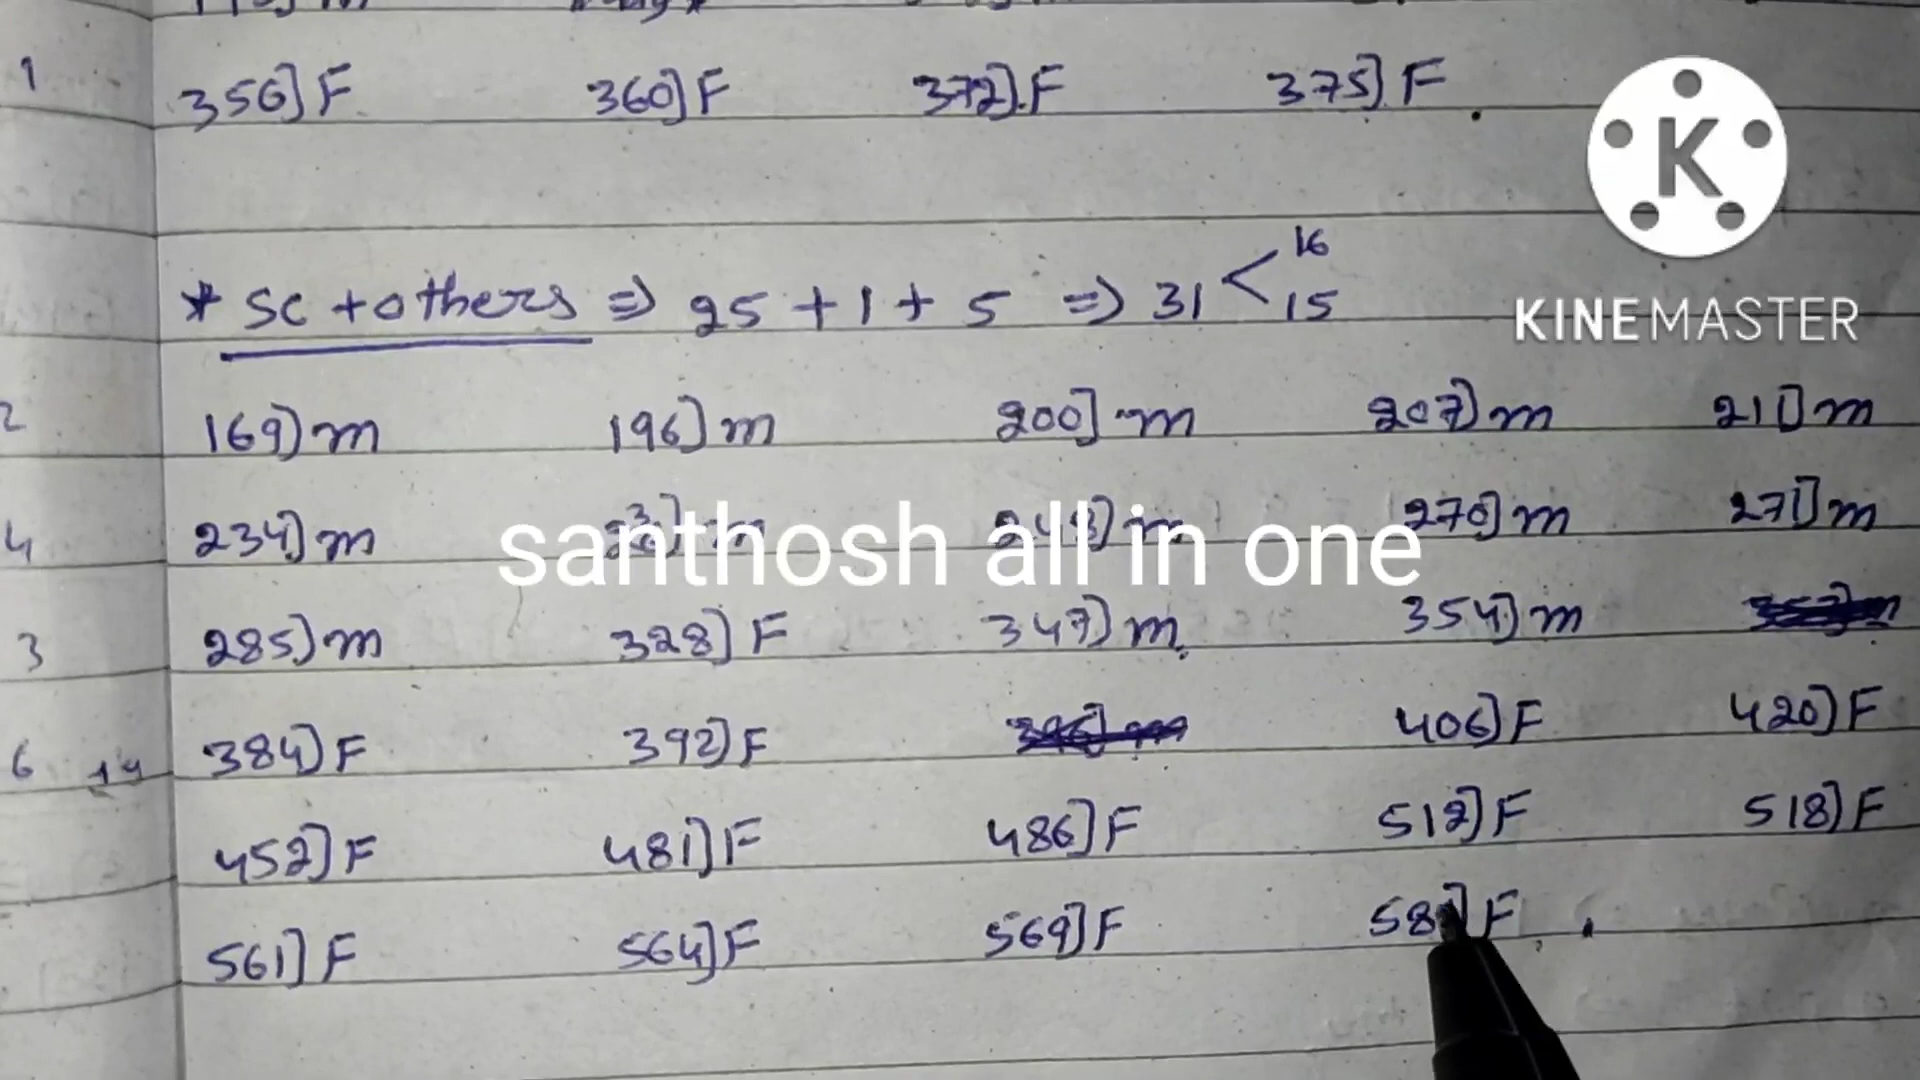 1 356] F 360] F 372] F 375] F
K
KINEMASTER
* SC + others ⇒ 25 + 1 + 5 ⇒ 31 < 16 15
2 169) m 196) m 200] m 207) m 211] m
4 234) m m 270] m 271] m
santhosh all in one
3 285) m 328] F 347) m 354) m
6 384) F 392) F 406) F 420) F
452] F 481] F 486] F 512] F 518) F
561] F 564] F 569] F F